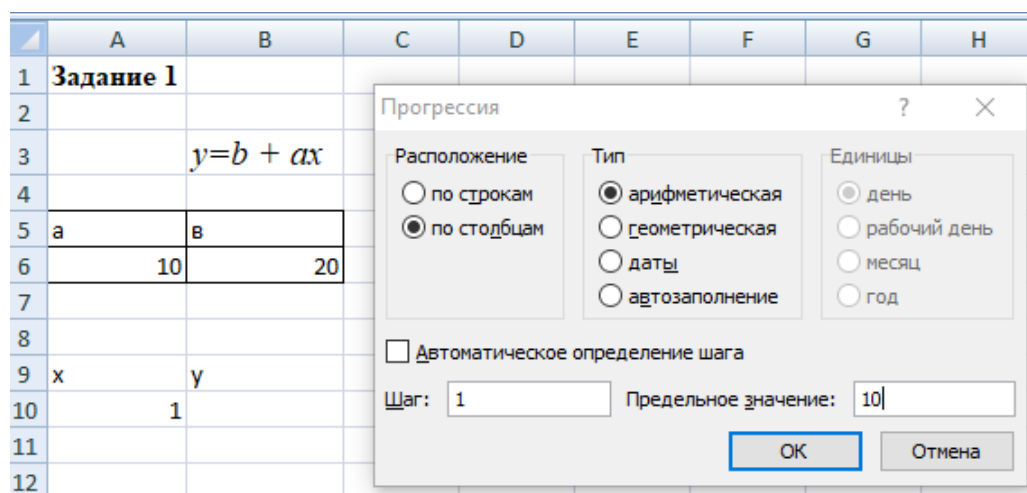 A B C D E F G H
1 Задание 1
2
3 y=b + ax
4
5 а в
6 10 20
7
8
9 x y
10 1
11
12
Прогрессия ? ×
Расположение
по строкам
по столбцам
Тип
арифметическая
геометрическая
даты
автозаполнение
Единицы
день
рабочий день
месяц
год
Автоматическое определение шага
Шаг: 1 Предельное значение: 10
ОК Отмена